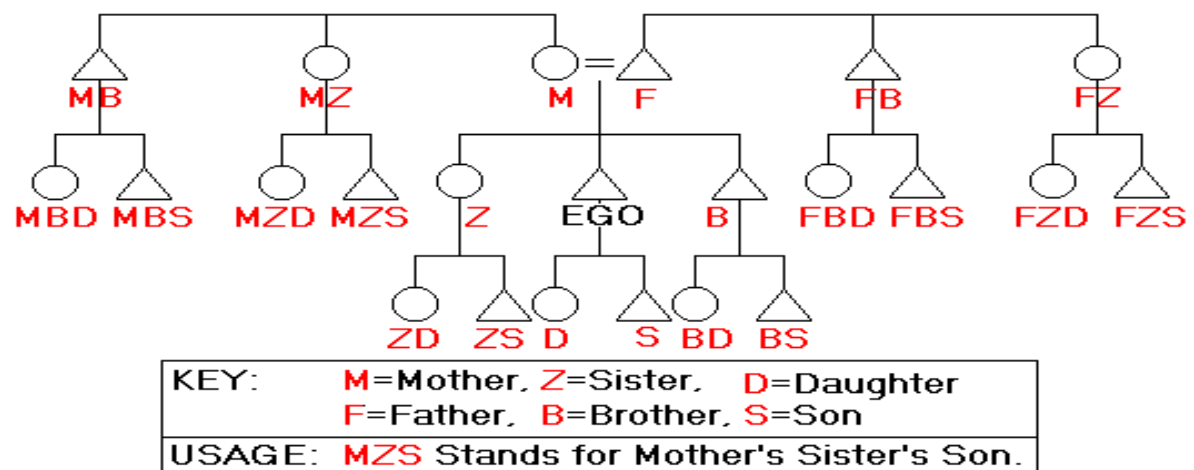 MB MZ M F FB FZ
MBD MBS MZD MZS Z EGO B FBD FBS FZD FZS
ZD ZS D S BD BS
KEY: M=Mother, Z=Sister, D=Daughter
F=Father, B=Brother, S=Son
USAGE: MZS Stands for Mother's Sister's Son.